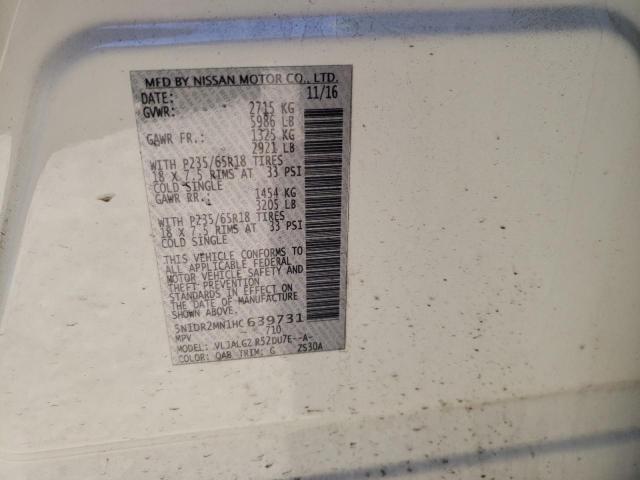 MFD BY NISSAN MOTOR CO., LTD.
DATE: 11/16
GVWR: 2715 KG
5986 LB
GAWR FR.: 1325 KG
2921 LB
WITH P235/65R18 TIRES
18 X 7.5 RIMS AT 33 PSI
COLD SINGLE
GAWR RR.: 1454 KG
3205 LB
WITH P235/65R18 TIRES
18 X 7.5 RIMS AT 33 PSI
COLD SINGLE
THIS VEHICLE CONFORMS TO
ALL APPLICABLE FEDERAL
MOTOR VEHICLE SAFETY AND
THEFT PREVENTION
STANDARDS IN EFFECT ON
THE DATE OF MANUFACTURE
SHOWN ABOVE.
5N1DR2MN1HC 639731
MPV 710
MODEL: VLJALG2 R52DU7E--A-
COLOR: QAB TRIM: G 2S30A